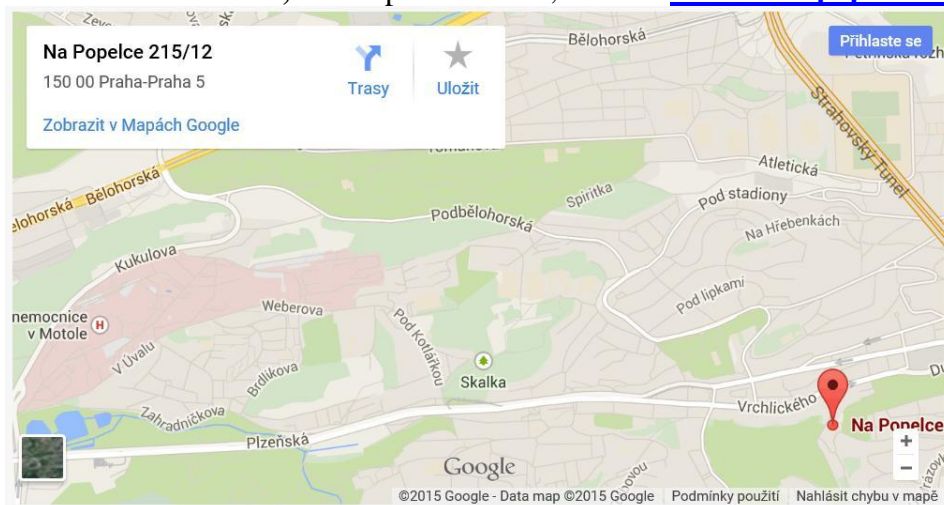 Na Popelce 215/12
150 00 Praha-Praha 5
Trasy
Uložit
Zobrazit v Mapách Google
Přihlaste se
Bělohorská
Strahovský Tunel
Atletická
Bělohorská
Spiritka
Pod stadiony
Podbělohorská
Na Hřebenkách
Kukulova
nemocnice
v Motole
H
Weberova
Pod lipkami
V Úvalu
Brdlíkova
Pod Kotlářkou
Skalka
Zahradníčkova
Vrchlického
Plzeňská
Na Popelce
+
−
Google
©2015 Google - Data map ©2015 Google
Podmínky použití
Nahlásit chybu v mapě